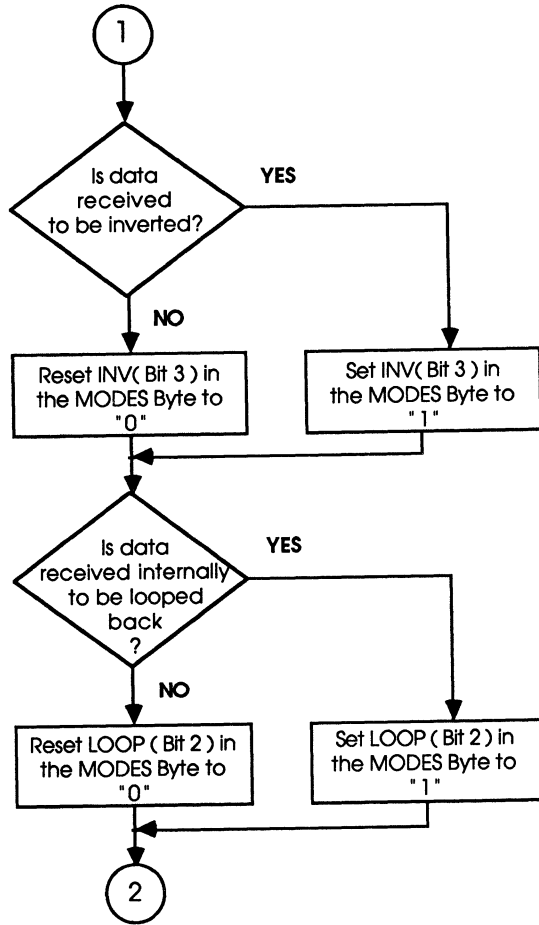 1
Is data
received
to be inverted?
YES
NO
Reset INV( Bit 3 ) in
the MODES Byte to
"0"
Set INV( Bit 3 ) in
the MODES Byte to
"1"
Is data
received internally
to be looped
back
?
YES
NO
Reset LOOP ( Bit 2 ) in
the MODES Byte to
"0"
Set LOOP ( Bit 2 ) in
the MODES Byte to
"1"
2